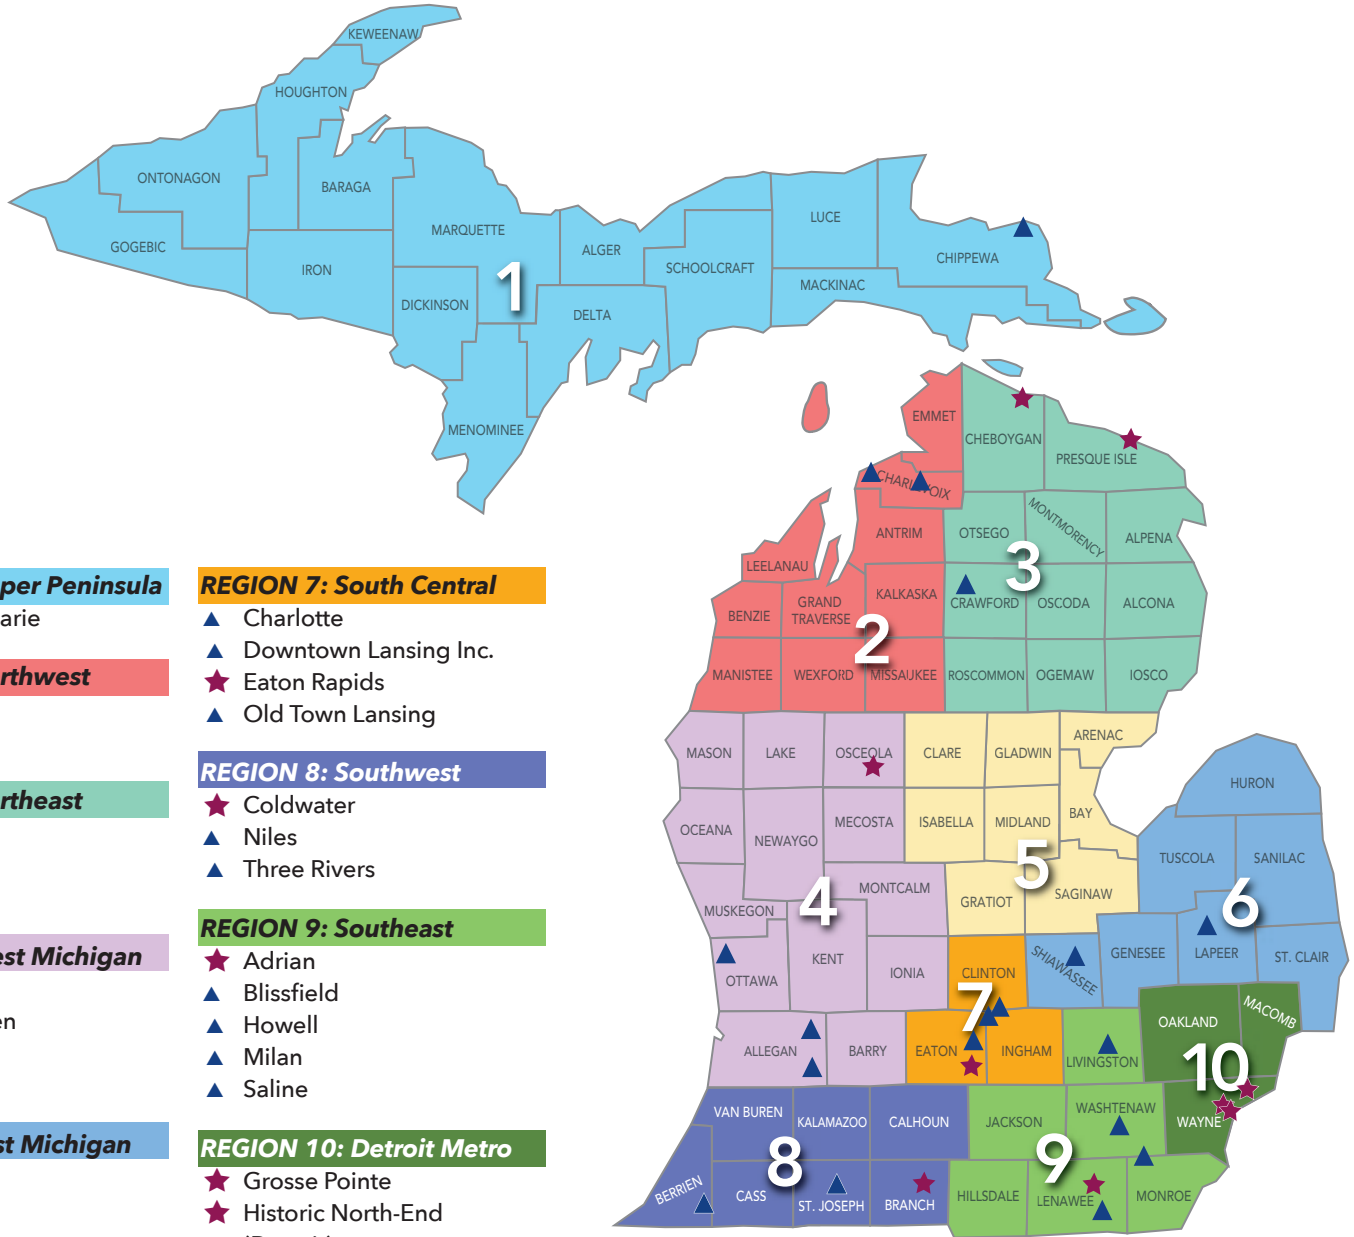 KEWEENAW
HOUGHTON
ONTONAGON
BARAGA
GOGEBIC
IRON
MARQUETTE
DICKINSON
1
ALGER
SCHOOLCRAFT
DELTA
MENOMINEE
LUCE
MACKINAC
CHIPPEWA
EMMET
CHEBOYGAN
PRESQUE ISLE
CHARLEVOIX
ANTRIM
OTSEGO
MONTMORENCY
ALPENA
3
LEELANAU
BENZIE
GRAND
TRAVERSE
KALKASKA
CRAWFORD
OSCODA
ALCONA
2
MANISTEE
WEXFORD
MISSAUKEE
ROSCOMMON
OGEMAW
IOSCO
MASON
LAKE
OSCEOLA
CLARE
GLADWIN
ARENAC
OCEANA
NEWAYGO
MECOSTA
ISABELLA
MIDLAND
BAY
HURON
TUSCOLA
SANILAC
5
4
6
MUSKEGON
MONTCALM
GRATIOT
SAGINAW
OTTAWA
KENT
IONIA
CLINTON
SHIAWASSEE
GENESEE
LAPEER
ST. CLAIR
7
ALLEGAN
BARRY
EATON
INGHAM
LIVINGSTON
OAKLAND
MACOMB
10
VAN BUREN
KALAMAZOO
CALHOUN
JACKSON
WASHTENAW
WAYNE
8
9
BERRIEN
CASS
ST. JOSEPH
BRANCH
HILLSDALE
LENAWEE
MONROE
per Peninsula
arie
rthwest
rtheast
est Michigan
en
st Michigan
REGION 7: South Central
Charlotte
Downtown Lansing Inc.
Eaton Rapids
Old Town Lansing
REGION 8: Southwest
Coldwater
Niles
Three Rivers
REGION 9: Southeast
Adrian
Blissfield
Howell
Milan
Saline
REGION 10: Detroit Metro
Grosse Pointe
Historic North-End